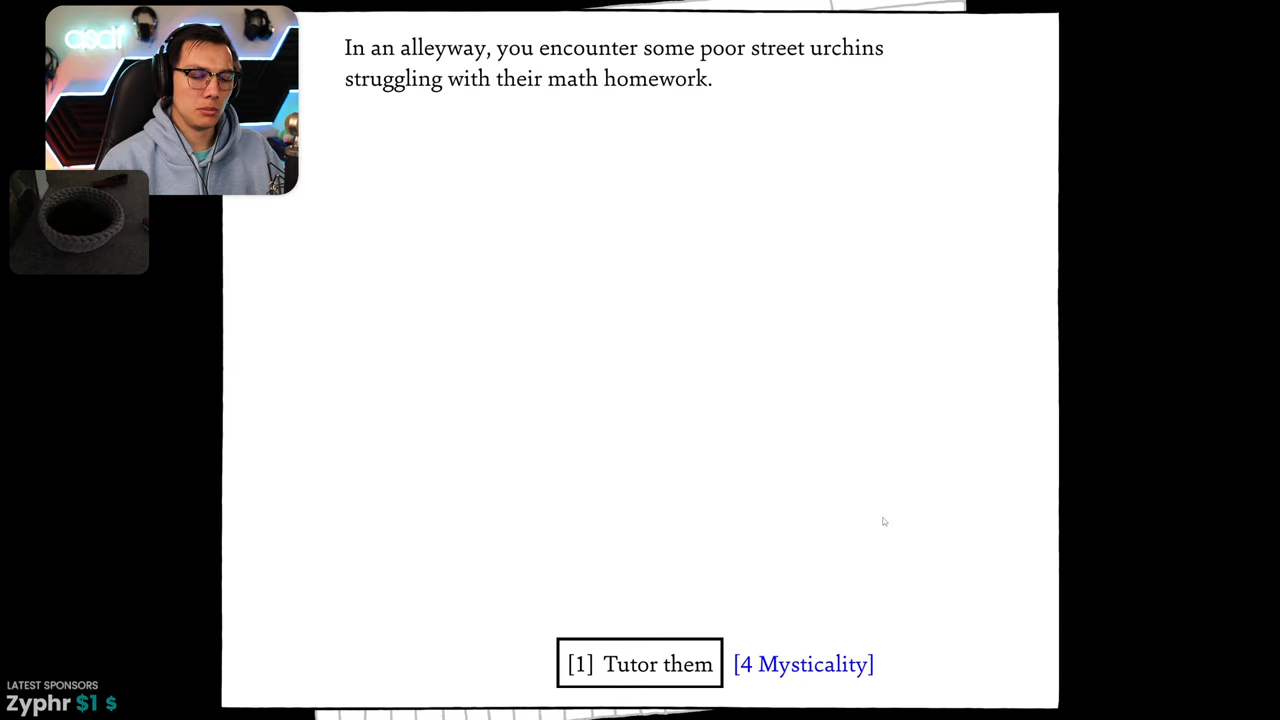 In an alleyway, you encounter some poor street urchins
struggling with their math homework.
[1] Tutor them [4 Mysticality]
LATEST SPONSORS
Zyphr $1 $